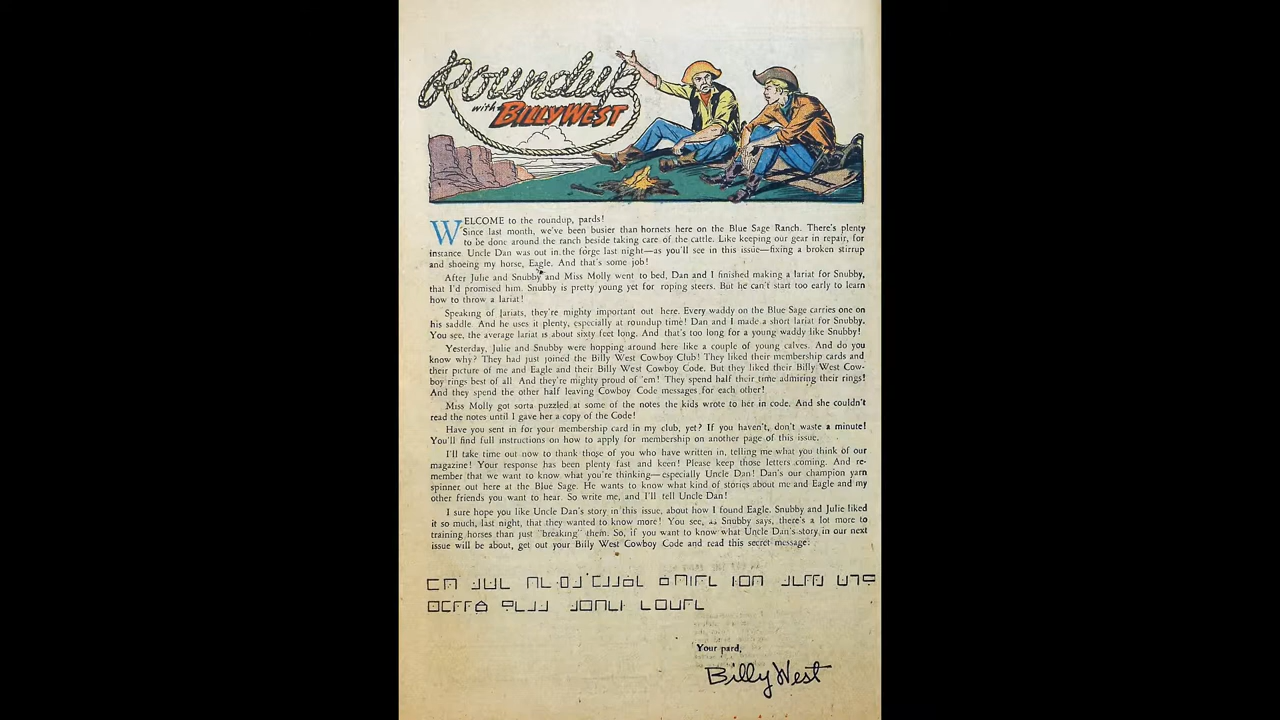 Roundup
with BILLY WEST
WELCOME to the roundup, pards!
Since last month, we've been busier than hornets here on the Blue Sage Ranch. There's plenty
to be done around the ranch beside taking care of the cattle. Like keeping our gear in repair, for
instance. Uncle Dan was out in the forge last night—as you'll see in this issue—fixing a broken stirrup
and shoeing my horse, Eagle. And that's some job!
After Julie and Snubby and Miss Molly went to bed, Dan and I finished making a lariat for Snubby,
that I'd promised him. Snubby is pretty young yet for roping steers. But he can't start too early to learn
how to throw a lariat!
Speaking of lariats, they're mighty important out here. Every waddy on the Blue Sage carries one on
his saddle. And he uses it plenty, especially at roundup time! Dan and I made a short lariat for Snubby.
You see, the average lariat is about sixty feet long. And that's too long for a young waddy like Snubby!
Yesterday, Julie and Snubby were hopping around here like a couple of young calves. And do you
know why? They had just joined the Billy West Cowboy Club! They liked their membership cards and
their picture of me and Eagle and their Billy West Cowboy Code. But they liked their Billy West Cow-
boy rings best of all. And they're mighty proud of 'em! They spend half their time admiring their rings!
And they spend the other half leaving Cowboy Code messages for each other!
Miss Molly got sorta puzzled at some of the notes the kids wrote to her in code. And she couldn't
read the notes until I gave her a copy of the Code!
Have you sent in for your membership card in my club, yet? If you haven't, don't waste a minute!
You'll find full instructions on how to apply for membership on another page of this issue.
I'll take time out now to thank those of you who have written in, telling me what you think of our
magazine! Your response has been plenty fast and keen! Please keep those letters coming. And re-
member that we want to know what you're thinking—especially Uncle Dan! Dan's our champion yarn
spinner out here at the Blue Sage. He wants to know what kind of stories about me and Eagle and my
other friends you want to hear. So write me, and I'll tell Uncle Dan!
I sure hope you like Uncle Dan's story in this issue, about how I found Eagle. Snubby and Julie liked
it so much, last night, that they wanted to know more! You see, as Snubby says, there's a lot more to
training horses than just "breaking" them. So, if you want to know what Uncle Dan's story in our next
issue will be about, get out your Billy West Cowboy Code and read this secret message:
Your pard,
Billy West